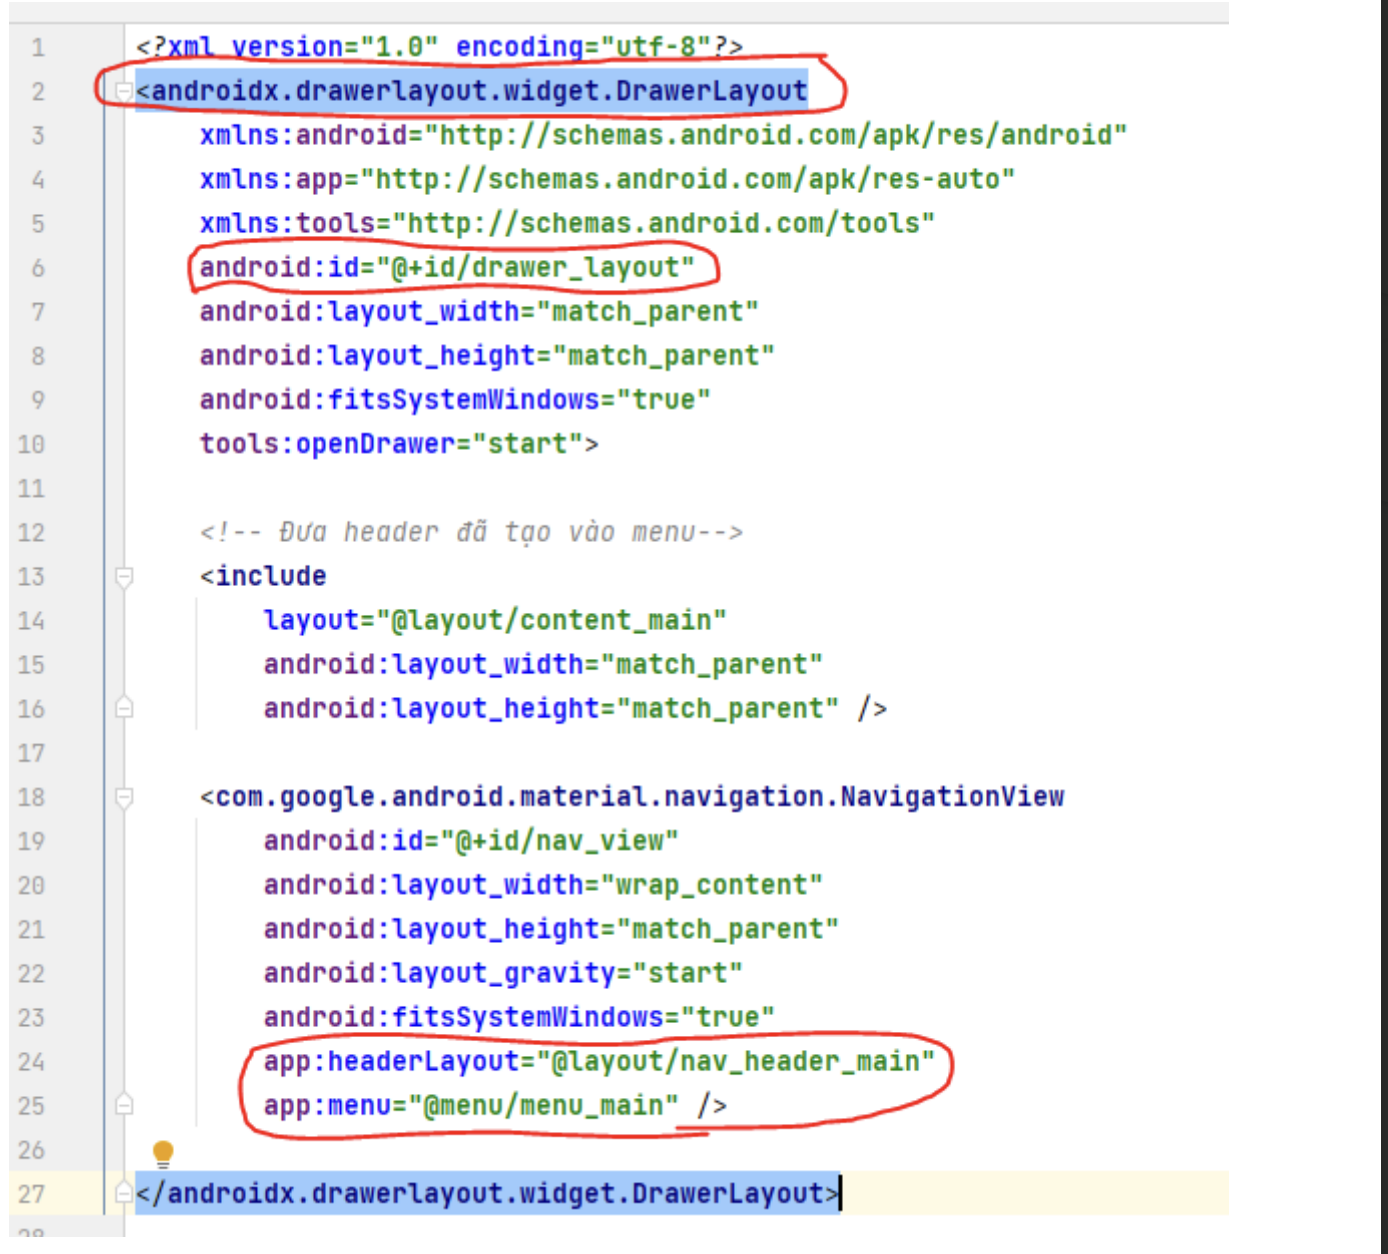 1 <?xml version="1.0" encoding="utf-8"?>
2 <androidx.drawerlayout.widget.DrawerLayout
3 xmlns:android="http://schemas.android.com/apk/res/android"
4 xmlns:app="http://schemas.android.com/apk/res-auto"
5 xmlns:tools="http://schemas.android.com/tools"
6 android:id="@+id/drawer_layout"
7 android:layout_width="match_parent"
8 android:layout_height="match_parent"
9 android:fitsSystemWindows="true"
10 tools:openDrawer="start">
11
12 <!-- Đưa header đã tạo vào menu-->
13 <include
14 layout="@layout/content_main"
15 android:layout_width="match_parent"
16 android:layout_height="match_parent" />
17
18 <com.google.android.material.navigation.NavigationView
19 android:id="@+id/nav_view"
20 android:layout_width="wrap_content"
21 android:layout_height="match_parent"
22 android:layout_gravity="start"
23 android:fitsSystemWindows="true"
24 app:headerLayout="@layout/nav_header_main"
25 app:menu="@menu/menu_main" />
26
27 </androidx.drawerlayout.widget.DrawerLayout>
28